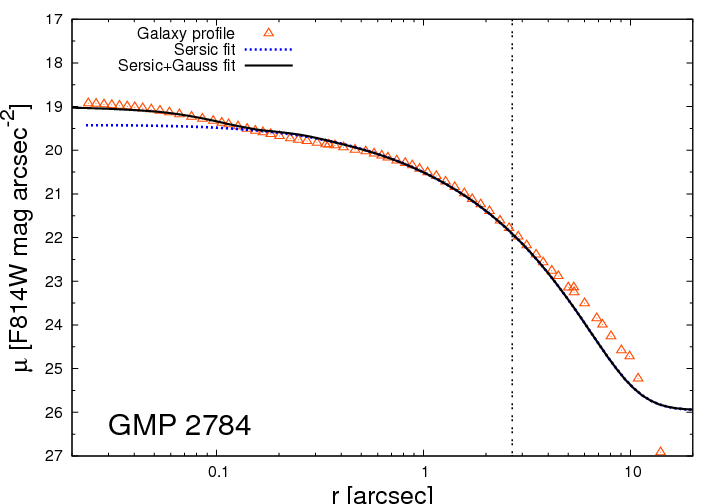 Galaxy profile
Sersic fit
Sersic+Gauss fit
17
18
19
20
21
22
23
24
25
26
27
μ [F814W mag arcsec-2]
GMP 2784
0.1
1
10
r [arcsec]